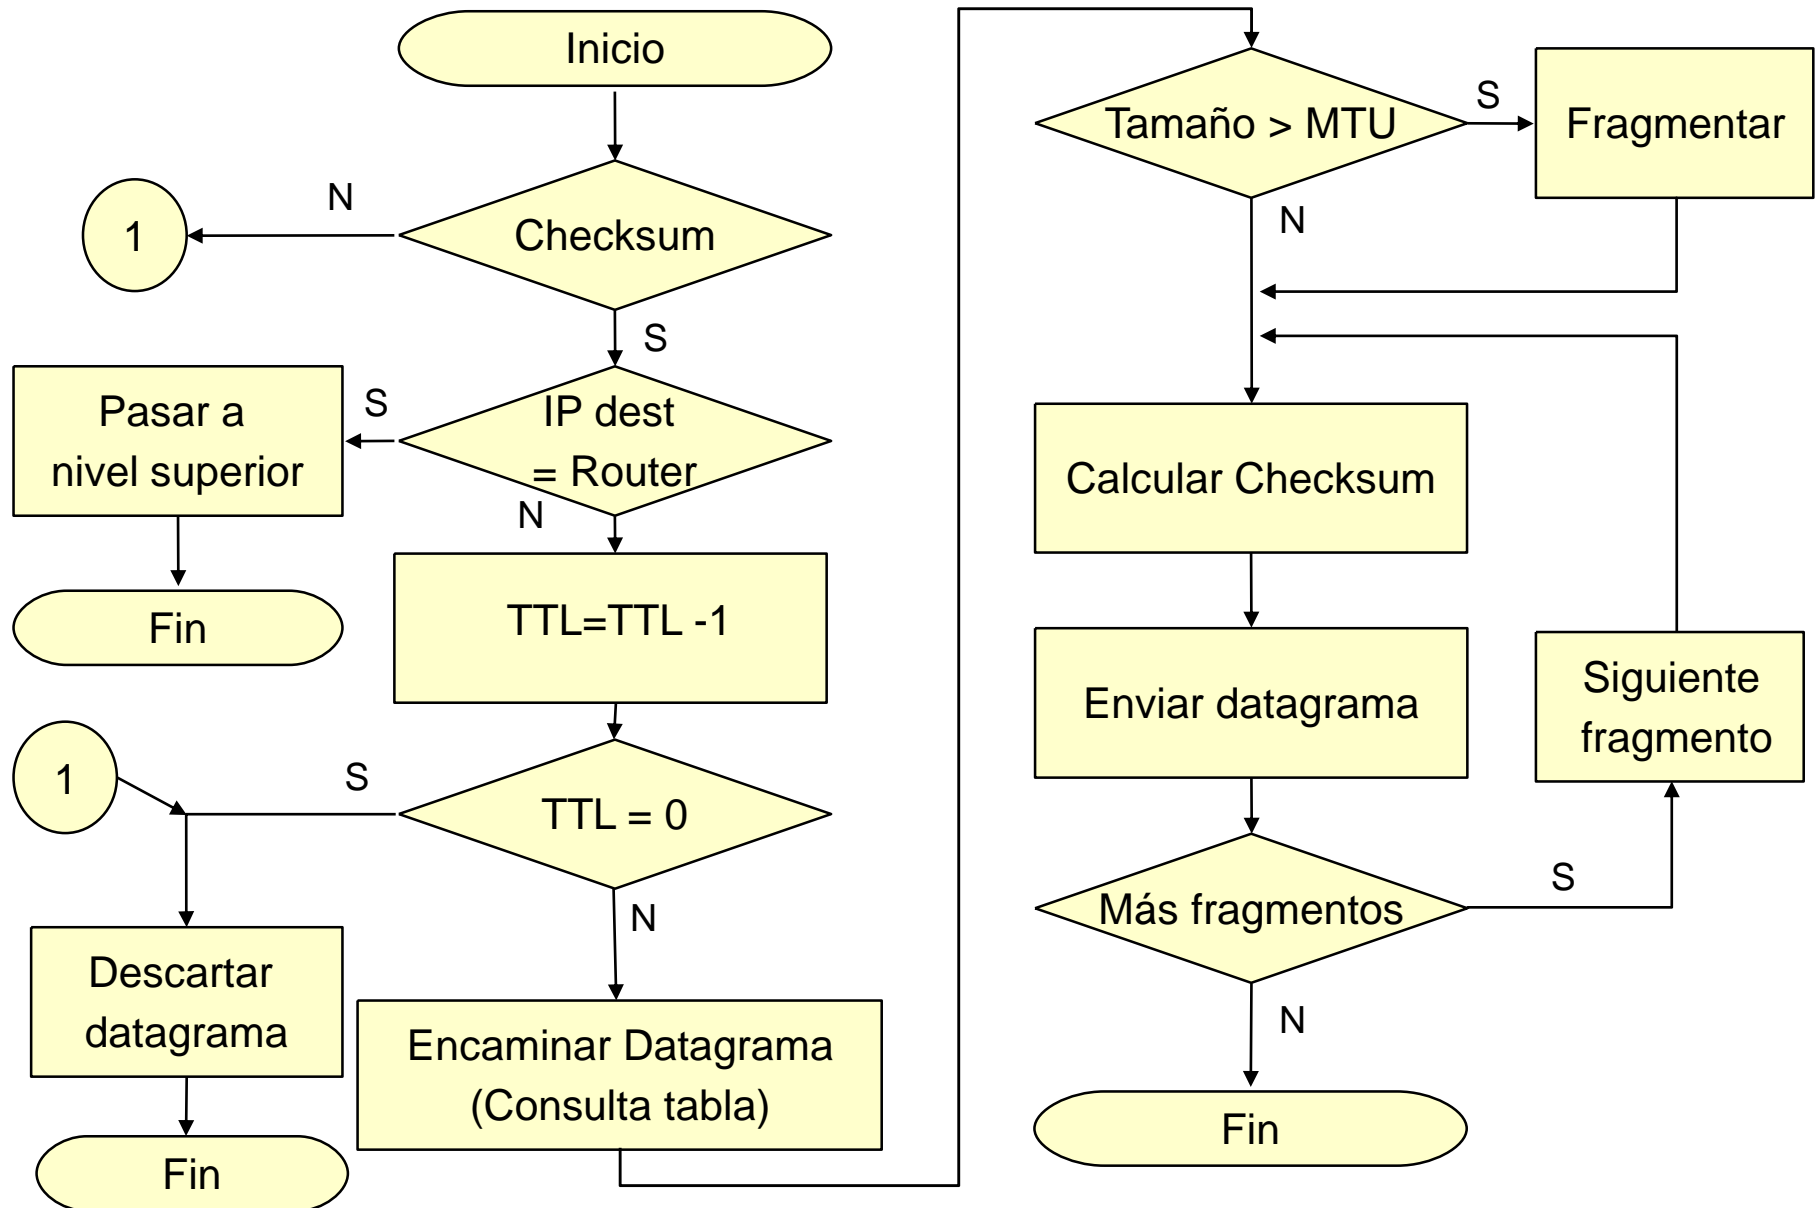 Inicio
N
1
Checksum
S
Pasar a
nivel superior
S
IP dest
= Router
N
Fin
TTL=TTL -1
1
S
TTL = 0
N
Descartar
datagrama
Fin
Encaminar Datagrama
(Consulta tabla)
Tamaño > MTU
S
Fragmentar
N
Calcular Checksum
Enviar datagrama
Siguiente
fragmento
Más fragmentos
S
N
Fin